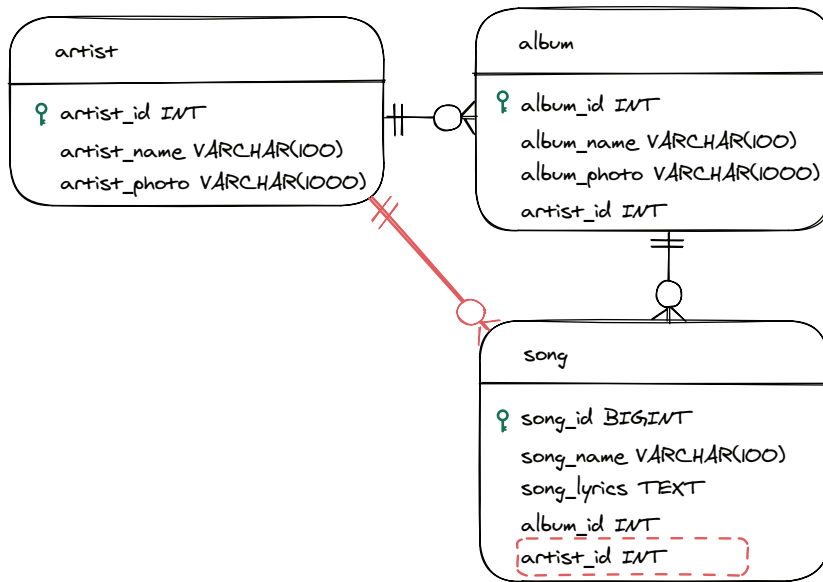 artist
artist_id INT
artist_name VARCHAR(100)
artist_photo VARCHAR(1000)
album
album_id INT
album_name VARCHAR(100)
album_photo VARCHAR(1000)
artist_id INT
song
song_id BIGINT
song_name VARCHAR(100)
song_lyrics TEXT
album_id INT
artist_id INT